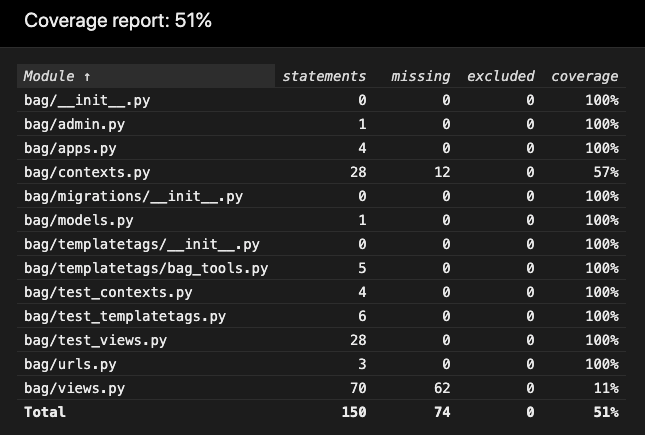 Coverage report: 51%
Module ↑ statements missing excluded coverage
bag/__init__.py 0 0 0 100%
bag/admin.py 1 0 0 100%
bag/apps.py 4 0 0 100%
bag/contexts.py 28 12 0 57%
bag/migrations/__init__.py 0 0 0 100%
bag/models.py 1 0 0 100%
bag/templatetags/__init__.py 0 0 0 100%
bag/templatetags/bag_tools.py 5 0 0 100%
bag/test_contexts.py 4 0 0 100%
bag/test_templatetags.py 6 0 0 100%
bag/test_views.py 28 0 0 100%
bag/urls.py 3 0 0 100%
bag/views.py 70 62 0 11%
Total 150 74 0 51%